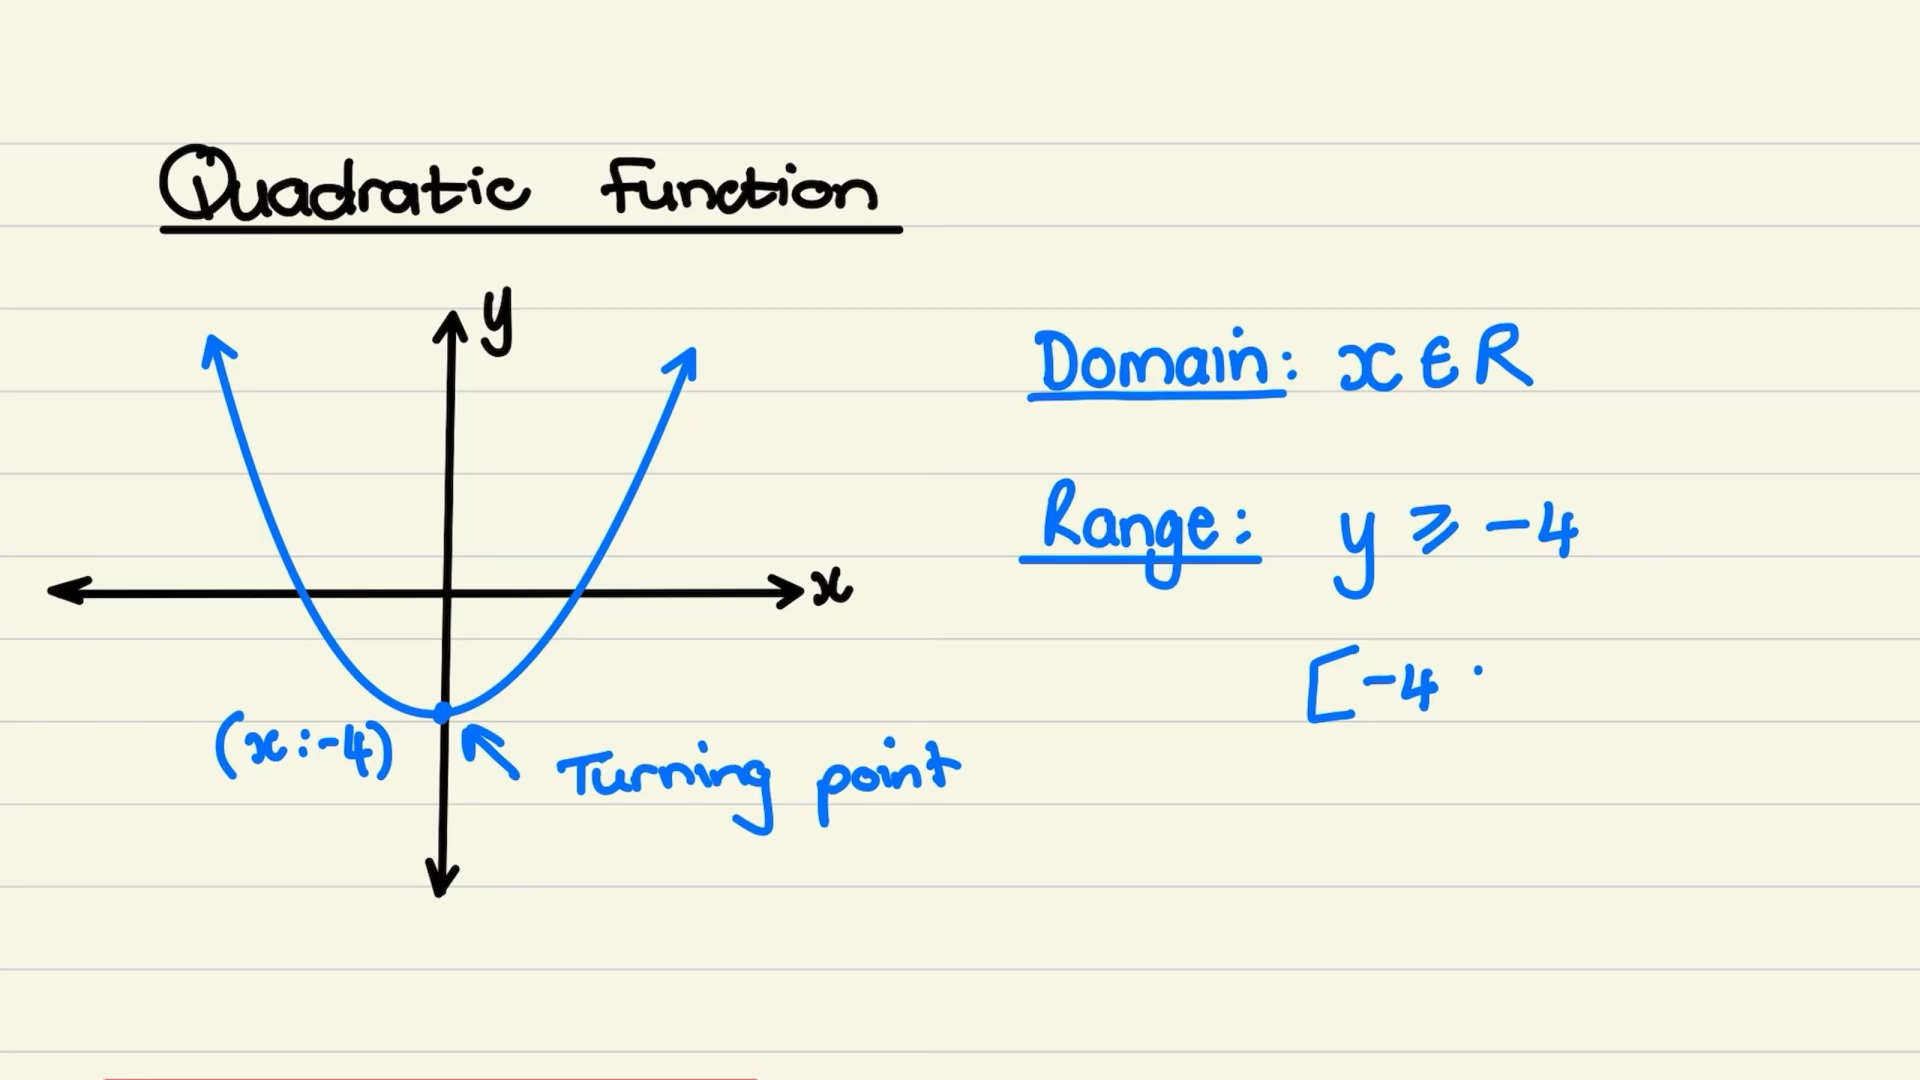 Quadratic function
y
Domain: x ∈ R
Range: y ⩾ -4
x
[-4 ·
(x:-4)
Turning point